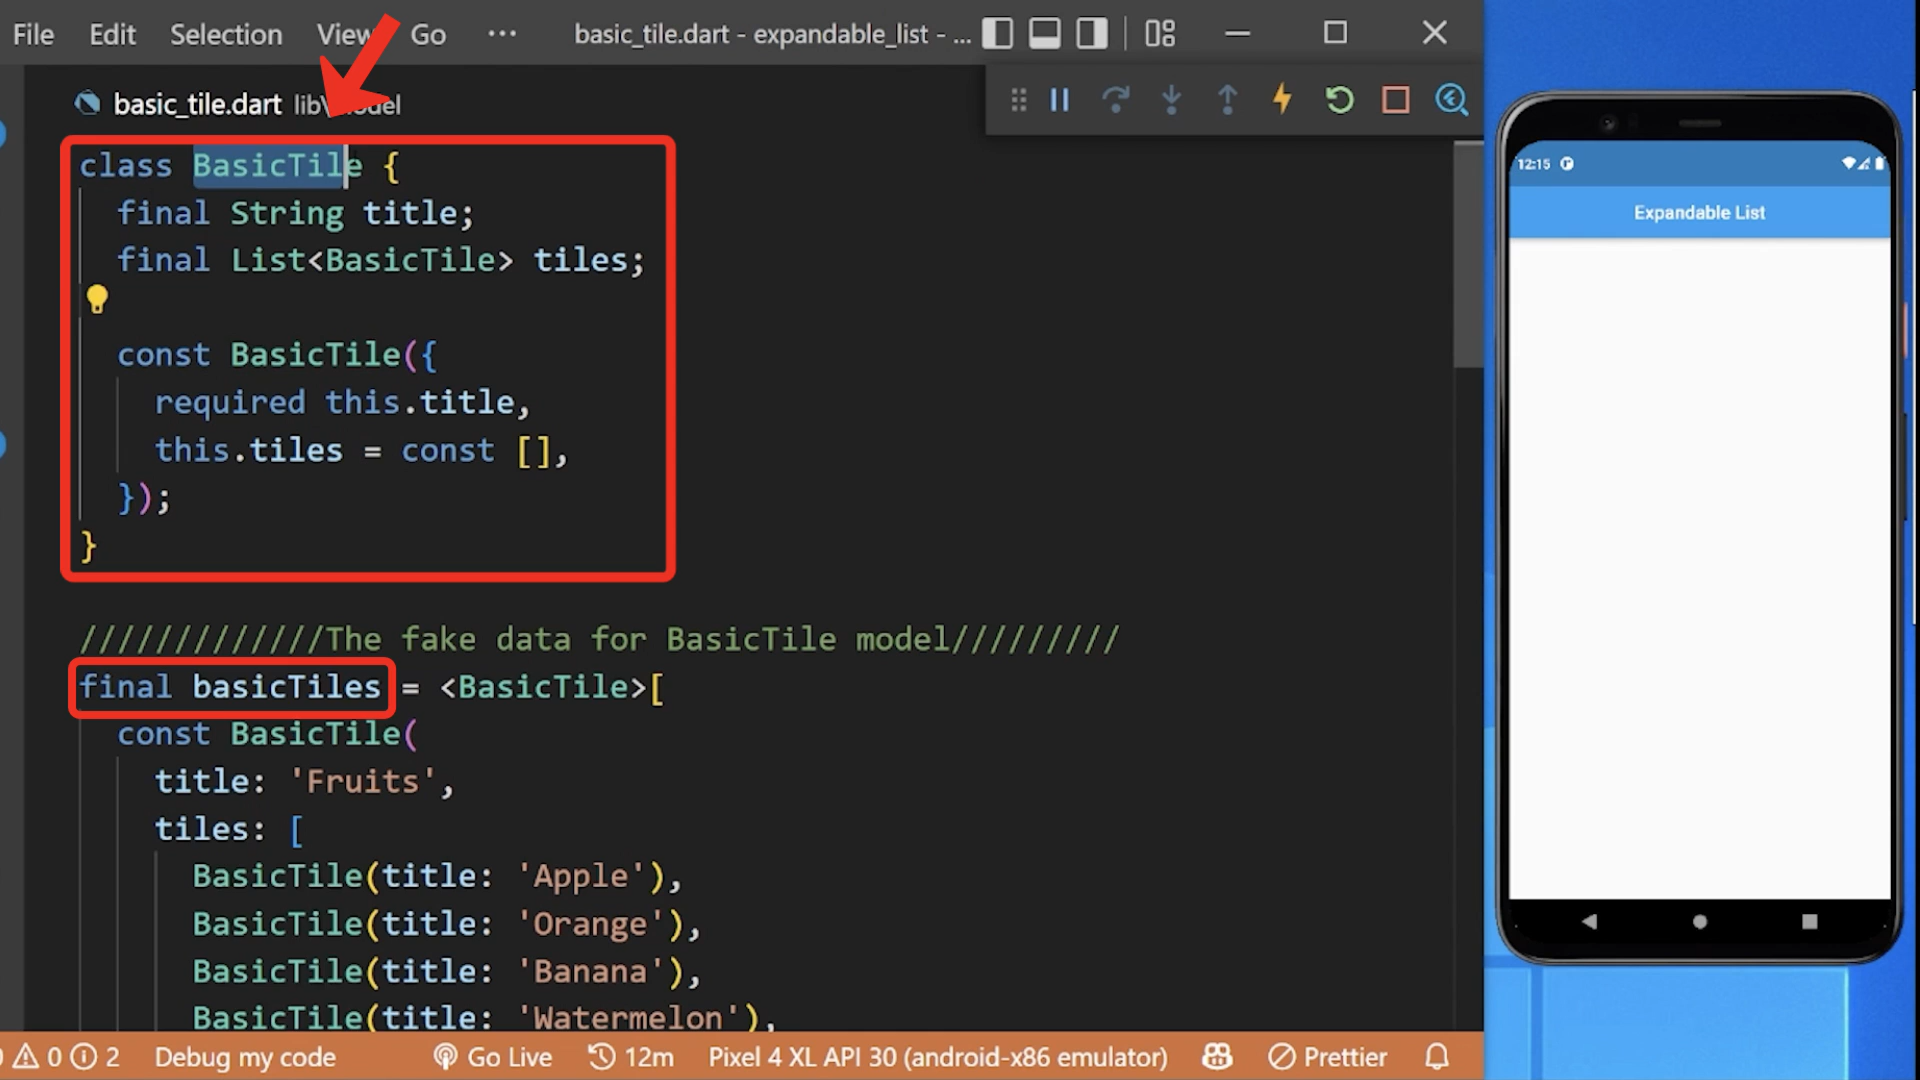 File Edit Selection View Go ··· basic_tile.dart - expandable_list - ...
basic_tile.dart lib\model
class BasicTile {
final String title;
final List<BasicTile> tiles;
const BasicTile({
required this.title,
this.tiles = const [],
});
}
/////////////The fake data for BasicTile model/////////
final basicTiles = <BasicTile>[
const BasicTile(
title: 'Fruits',
tiles: [
BasicTile(title: 'Apple'),
BasicTile(title: 'Orange'),
BasicTile(title: 'Banana'),
BasicTile(title: 'Watermelon'),
0 2 Debug my code Go Live 12m Pixel 4 XL API 30 (android-x86 emulator) Prettier
12:15
Expandable List